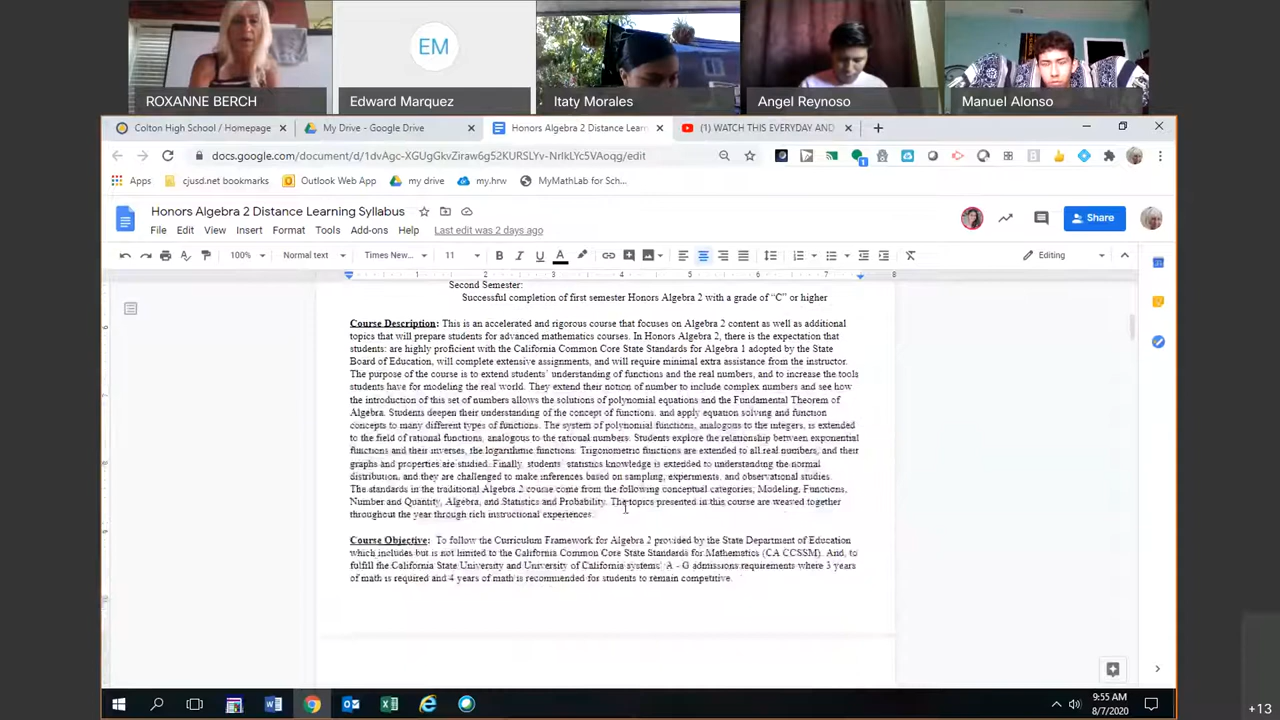 EM
ROXANNE BERCH
Edward Marquez
Itaty Morales
Angel Reynoso
Manuel Alonso
Colton High School / Homepage
My Drive - Google Drive
Honors Algebra 2 Distance Learn
(1) WATCH THIS EVERYDAY AND
docs.google.com/document/d/1dvAgc-XGUgGkvZiraw6g52KURSLYv-NrIkLYc5VAoqg/edit
Apps
cjusd.net bookmarks
Outlook Web App
my drive
my.hrw
MyMathLab for Sch...
Honors Algebra 2 Distance Learning Syllabus
File Edit View Insert Format Tools Add-ons Help Last edit was 2 days ago
Share
100% Normal text Times New... 11 B I U A Editing
Second Semester:
Successful completion of first semester Honors Algebra 2 with a grade of “C” or higher
Course Description: This is an accelerated and rigorous course that focuses on Algebra 2 content as well as additional
topics that will prepare students for advanced mathematics courses. In Honors Algebra 2, there is the expectation that
students: are highly proficient with the California Common Core State Standards for Algebra 1 adopted by the State
Board of Education, will complete extensive assignments, and will require minimal extra assistance from the instructor.
The purpose of the course is to extend students’ understanding of functions and the real numbers, and to increase the tools
students have for modeling the real world. They extend their notion of number to include complex numbers and see how
the introduction of this set of numbers allows the solutions of polynomial equations and the Fundamental Theorem of
Algebra. Students deepen their understanding of the concept of functions, and apply equation solving and function
concepts to many different types of functions. The system of polynomial functions, analogous to the integers, is extended
to the field of rational functions, analogous to the rational numbers. Students explore the relationship between exponential
functions and their inverses, the logarithmic functions. Trigonometric functions are extended to all real numbers, and their
graphs and properties are studied. Finally, students’ statistics knowledge is extended to understanding the normal
distribution, and they are challenged to make inferences based on sampling, experiments, and observational studies.
The standards in the traditional Algebra 2 course come from the following conceptual categories, Modeling, Functions,
Number and Quantity, Algebra, and Statistics and Probability. The topics presented in this course are weaved together
throughout the year through rich instructional experiences.
Course Objective: To follow the Curriculum Framework for Algebra 2 provided by the State Department of Education
which includes but is not limited to the California Common Core State Standards for Mathematics (CA CCSSM). And, to
fulfill the California State University and University of California systems’ A - G admissions requirements where 3 years
of math is required and 4 years of math is recommended for students to remain competitive.
9:55 AM
8/7/2020
+13